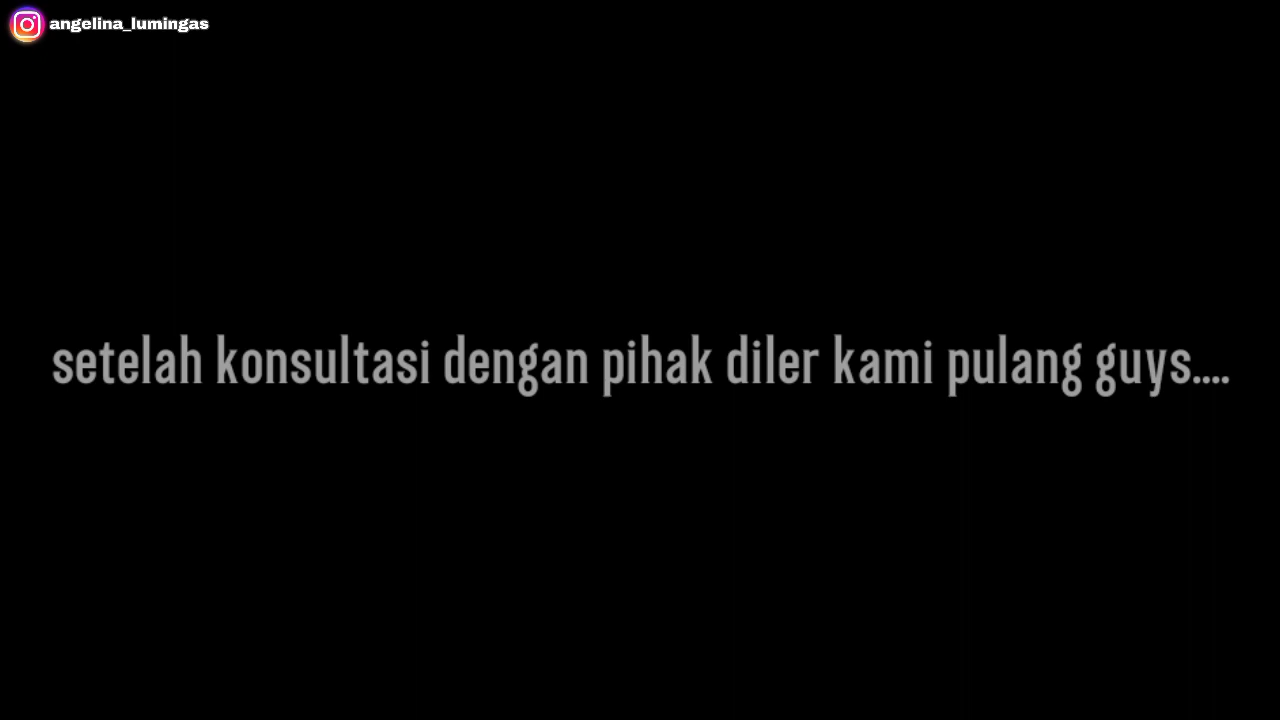 angelina_lumingas
setelah konsultasi dengan pihak diler kami pulang guys....